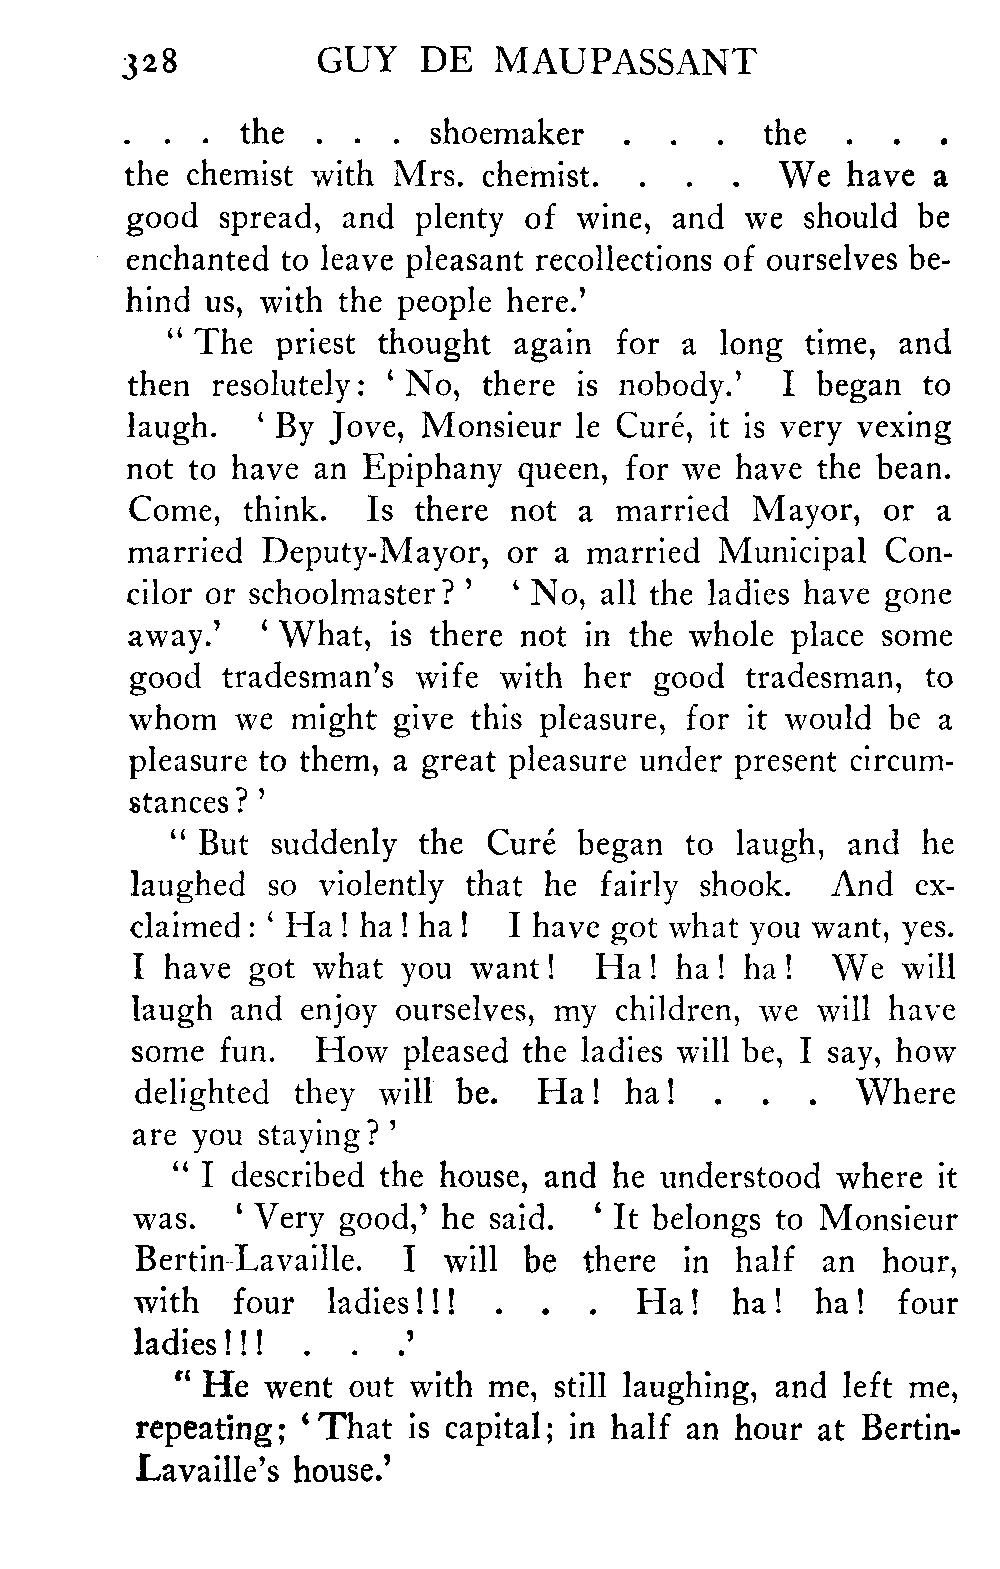 328 GUY DE MAUPASSANT
. . . the . . . shoemaker . . . the . . .
the chemist with Mrs. chemist. . . . We have a
good spread, and plenty of wine, and we should be
enchanted to leave pleasant recollections of ourselves be-
hind us, with the people here.’
“ The priest thought again for a long time, and
then resolutely: ‘ No, there is nobody.’ I began to
laugh. ‘ By Jove, Monsieur le Curé, it is very vexing
not to have an Epiphany queen, for we have the bean.
Come, think. Is there not a married Mayor, or a
married Deputy-Mayor, or a married Municipal Con-
cilor or schoolmaster? ’ ‘ No, all the ladies have gone
away.’ ‘ What, is there not in the whole place some
good tradesman’s wife with her good tradesman, to
whom we might give this pleasure, for it would be a
pleasure to them, a great pleasure under present circum-
stances? ’
“ But suddenly the Curé began to laugh, and he
laughed so violently that he fairly shook. And ex-
claimed: ‘ Ha! ha! ha! I have got what you want, yes.
I have got what you want! Ha! ha! ha! We will
laugh and enjoy ourselves, my children, we will have
some fun. How pleased the ladies will be, I say, how
delighted they will be. Ha! ha! . . . Where
are you staying? ’
“ I described the house, and he understood where it
was. ‘ Very good,’ he said. ‘ It belongs to Monsieur
Bertin-Lavaille. I will be there in half an hour,
with four ladies!!! . . . Ha! ha! ha! four
ladies!!! . . .’
“ He went out with me, still laughing, and left me,
repeating; ‘ That is capital; in half an hour at Bertin-
Lavaille’s house.’